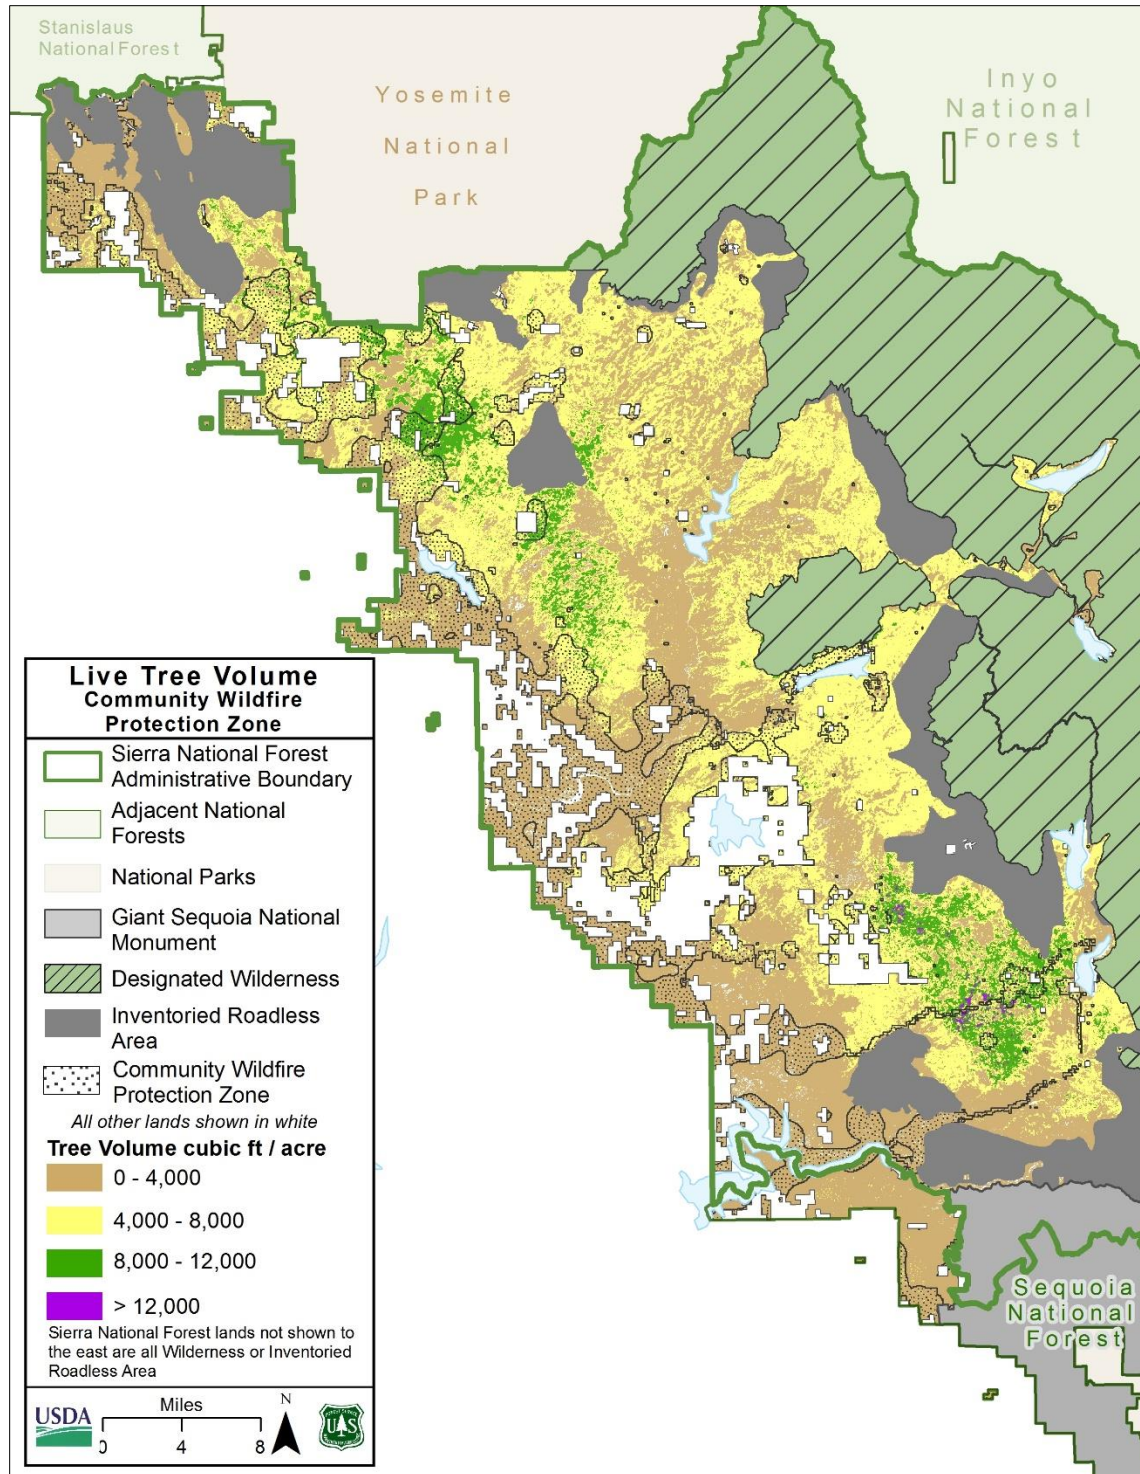 Stanislaus
National Forest
Yosemite
National
Park
Inyo
National
Forest
Live Tree Volume
Community Wildfire
Protection Zone
Sierra National Forest
Administrative Boundary
Adjacent National
Forests
National Parks
Giant Sequoia National
Monument
Designated Wilderness
Inventoried Roadless
Area
Community Wildfire
Protection Zone
All other lands shown in white
Tree Volume cubic ft / acre
0 - 4,000
4,000 - 8,000
8,000 - 12,000
> 12,000
Sierra National Forest lands not shown to
the east are all Wilderness or Inventoried
Roadless Area
USDA
Miles
0 4 8
N
U S
Sequoia
National
Forest